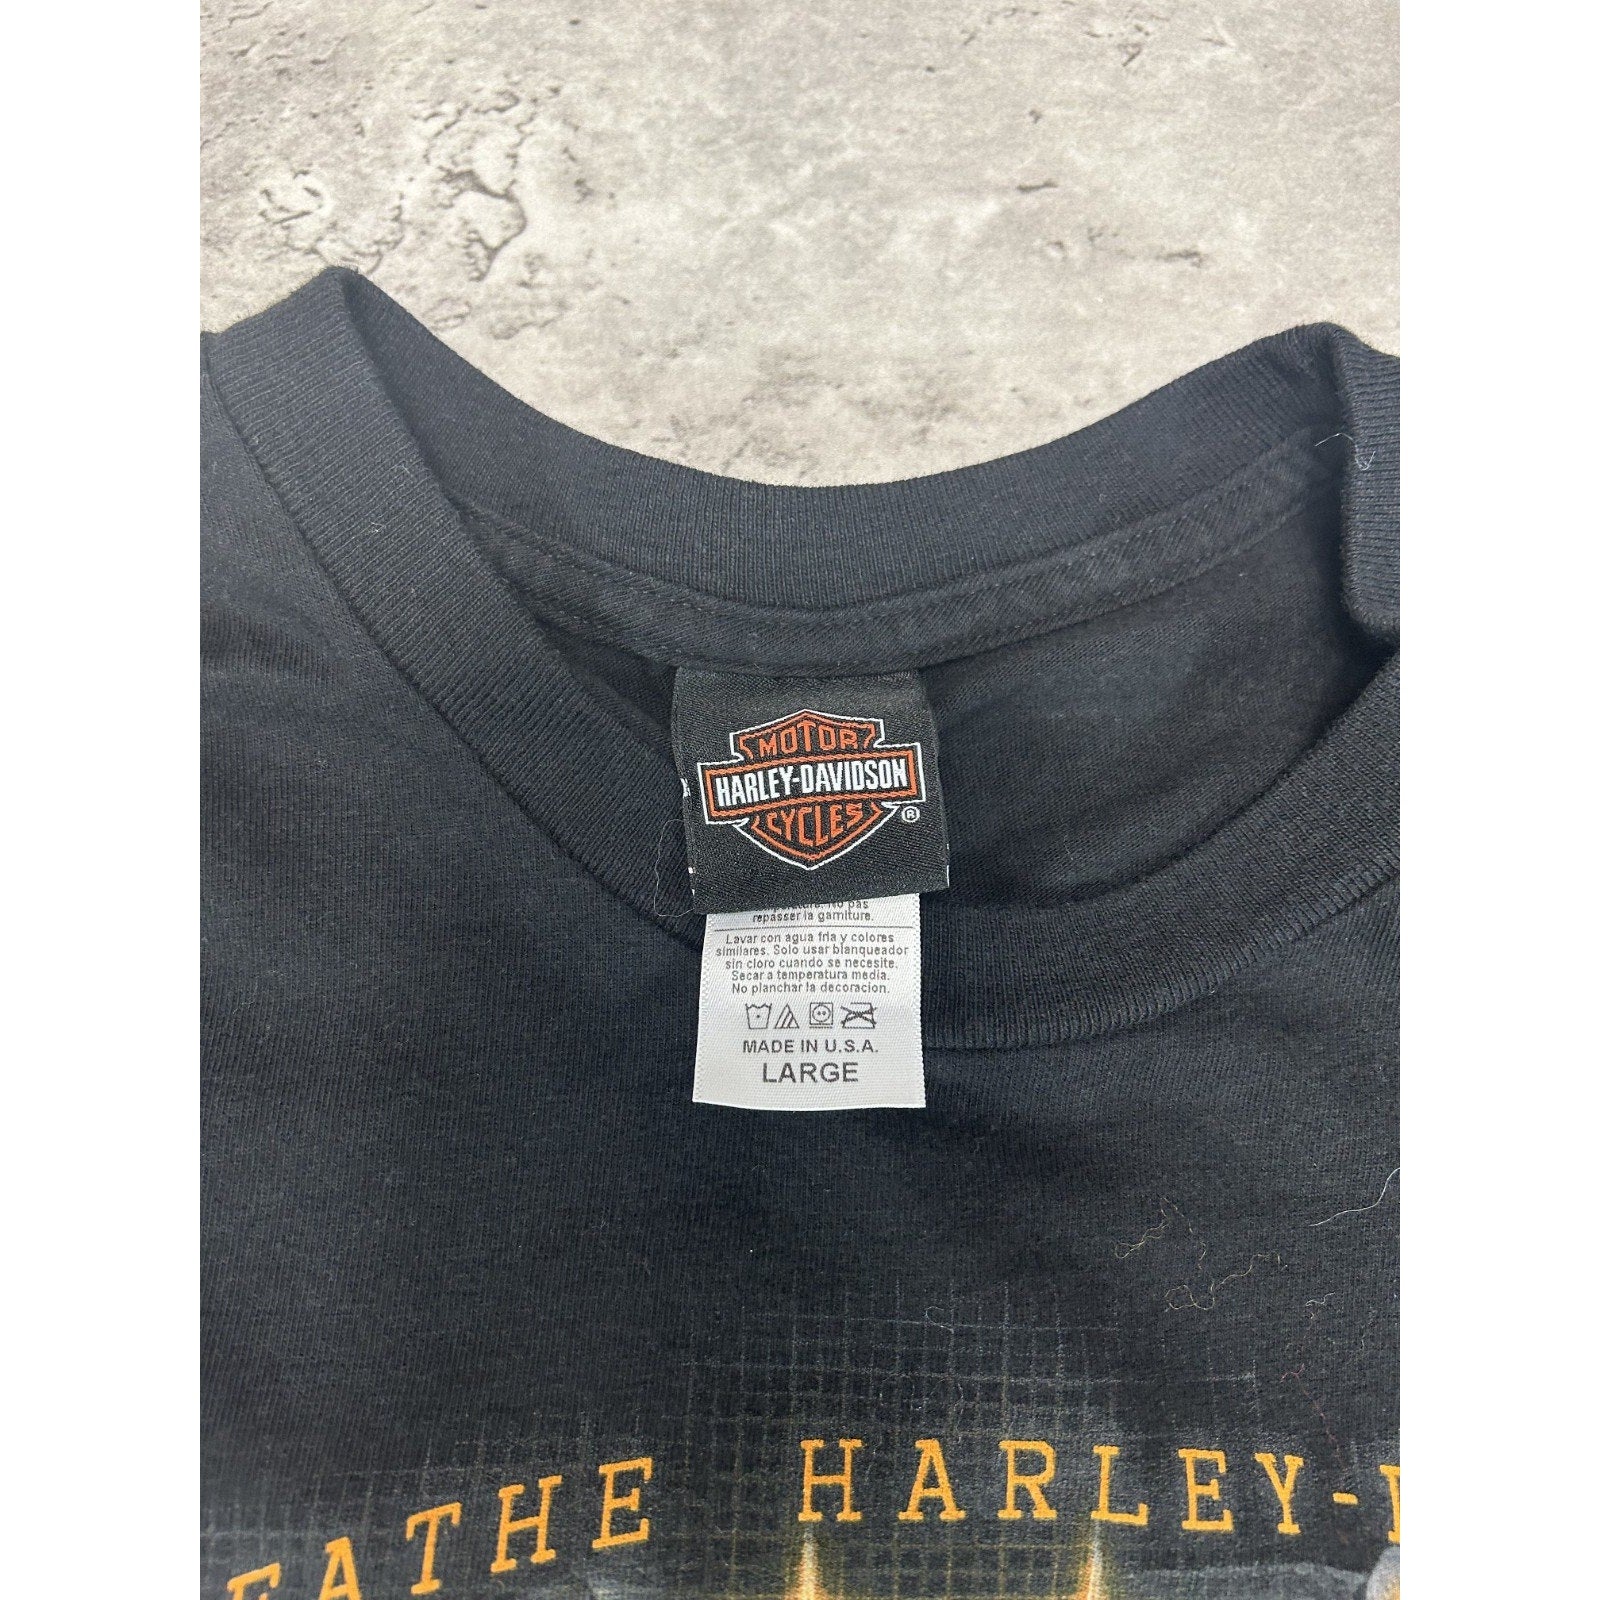 MOTOR
HARLEY-DAVIDSON
CYCLES
®
repasser la garniture.
Lavar con agua fria y colores
similares. Solo usar blanqueador
sin cloro cuando se necesite.
Secar a temperatura media.
No planchar la decoracion.
MADE IN U.S.A.
LARGE
EATHE HARLEY-